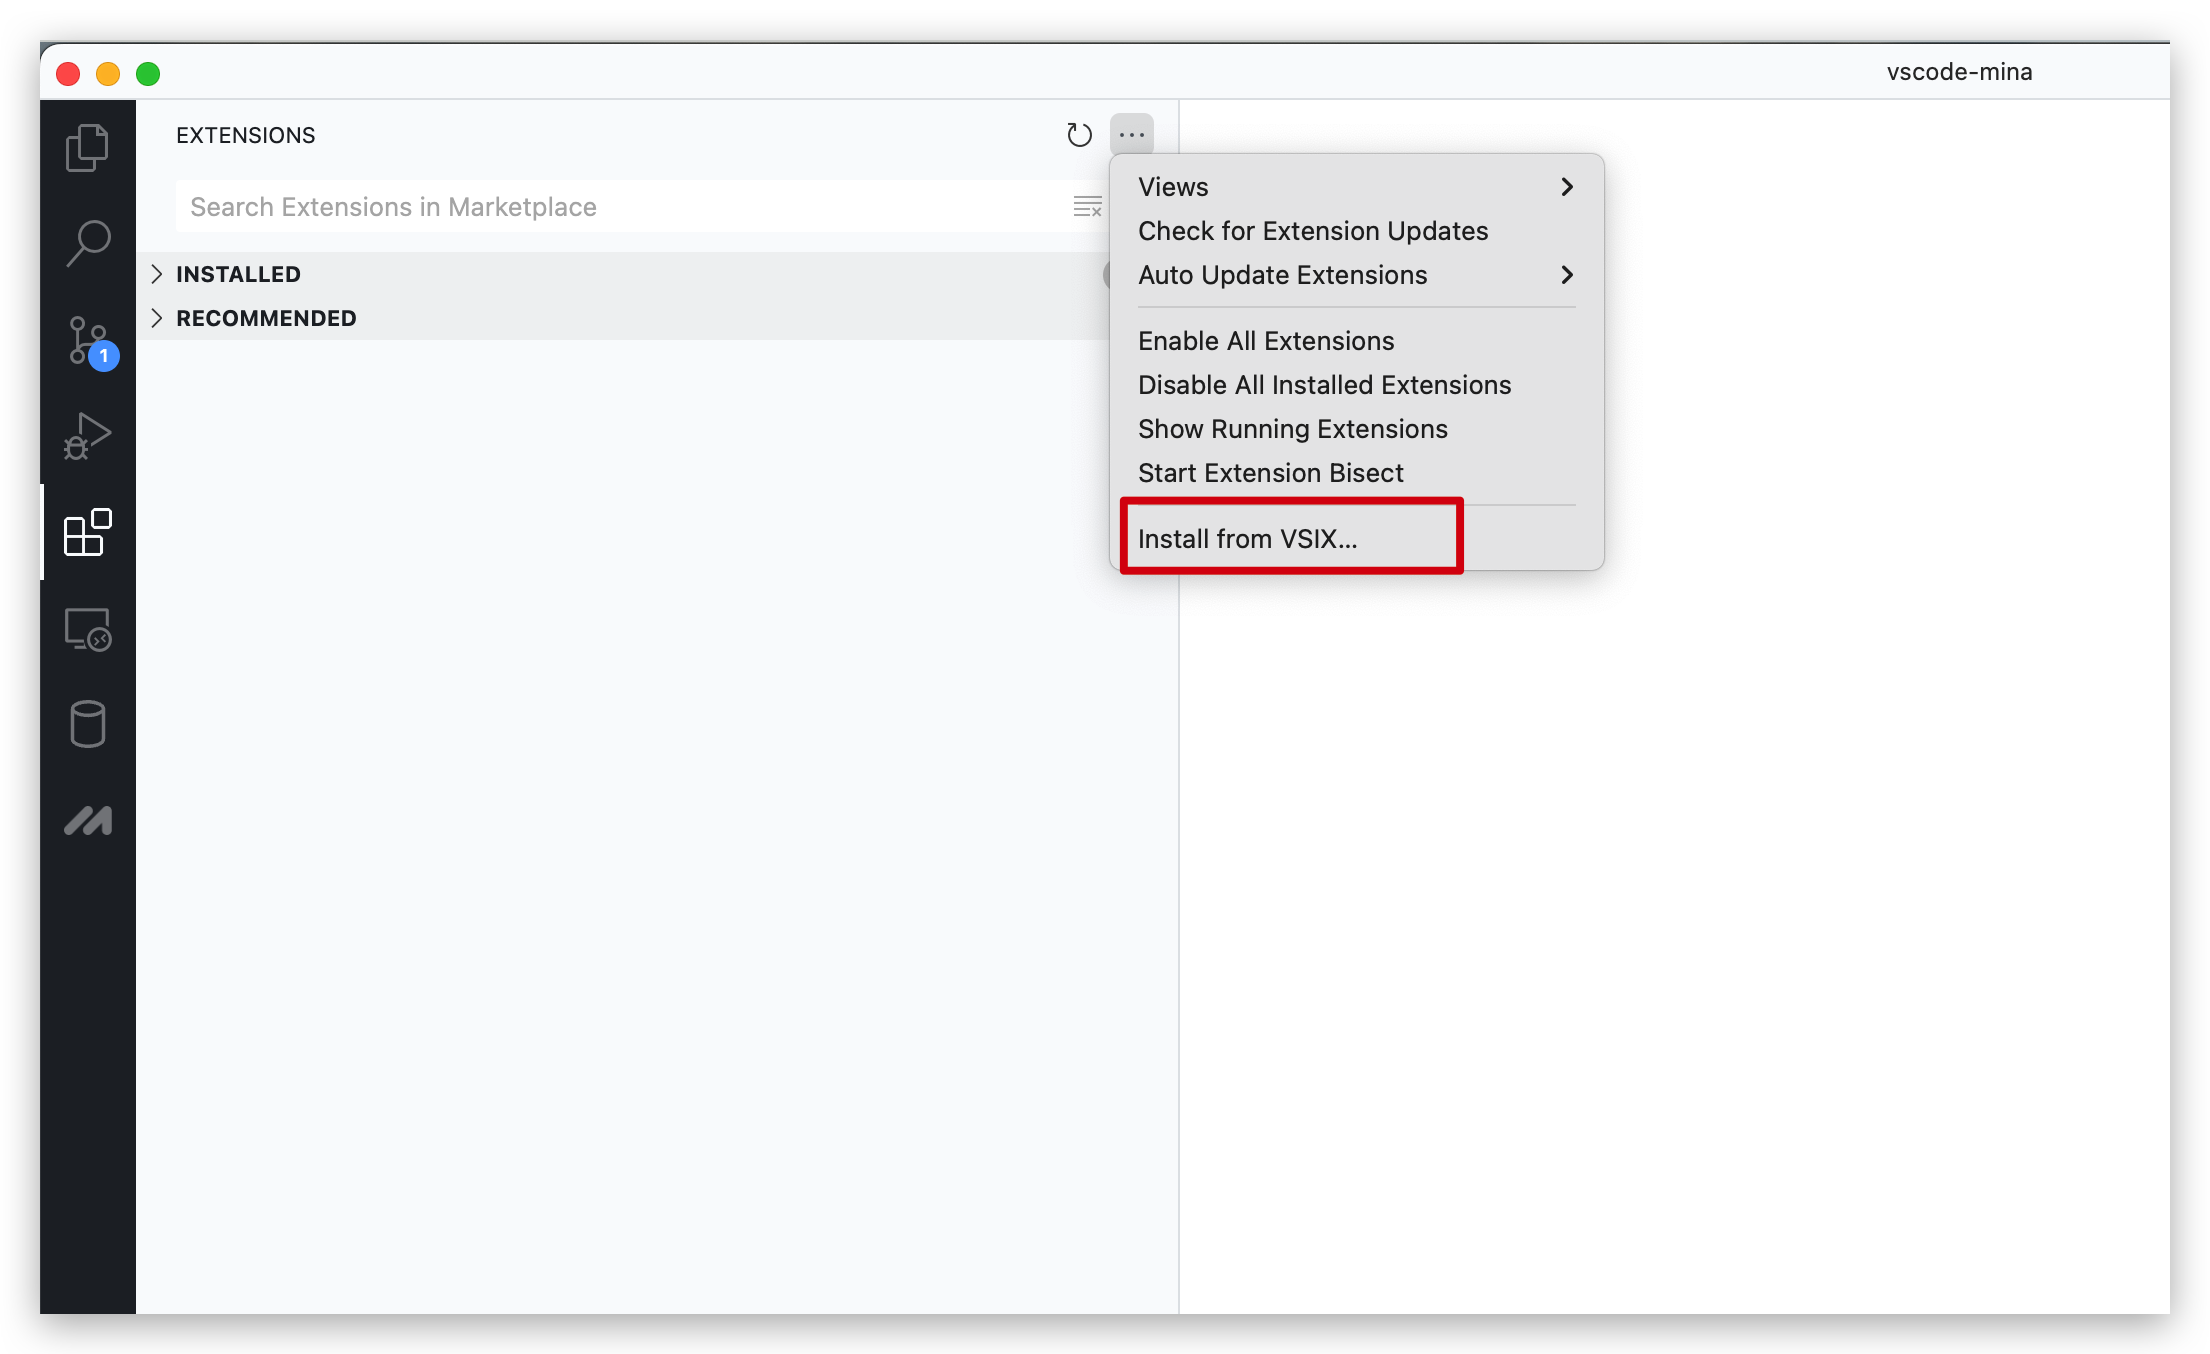 vscode-mina
EXTENSIONS
Search Extensions in Marketplace
INSTALLED
RECOMMENDED
1
Views
Check for Extension Updates
Auto Update Extensions
Enable All Extensions
Disable All Installed Extensions
Show Running Extensions
Start Extension Bisect
Install from VSIX...